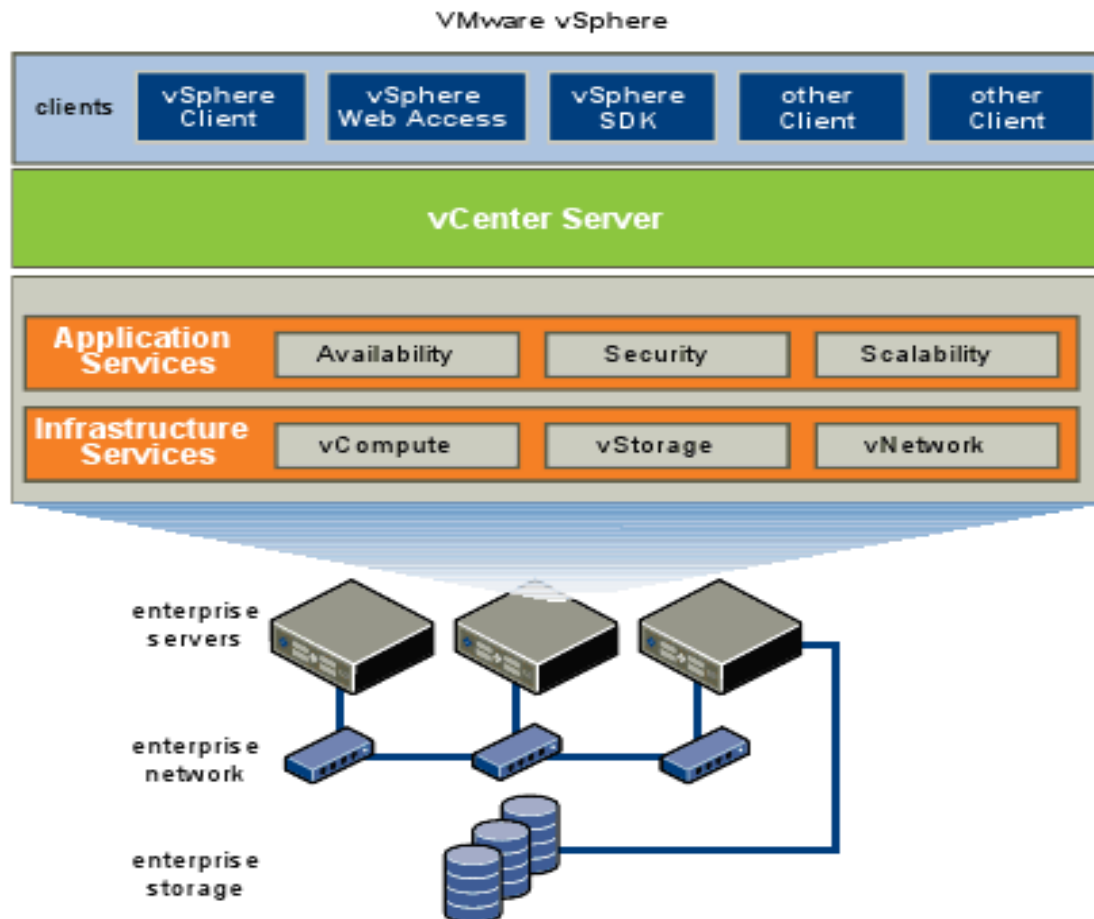 VMware vSphere
clients
vSphere
Client
vSphere
Web Access
vSphere
SDK
other
Client
other
Client
vCenter Server
Application
Services
Availability
Security
Scalability
Infrastructure
Services
vCompute
vStorage
vNetwork
enterprise
servers
enterprise
network
enterprise
storage